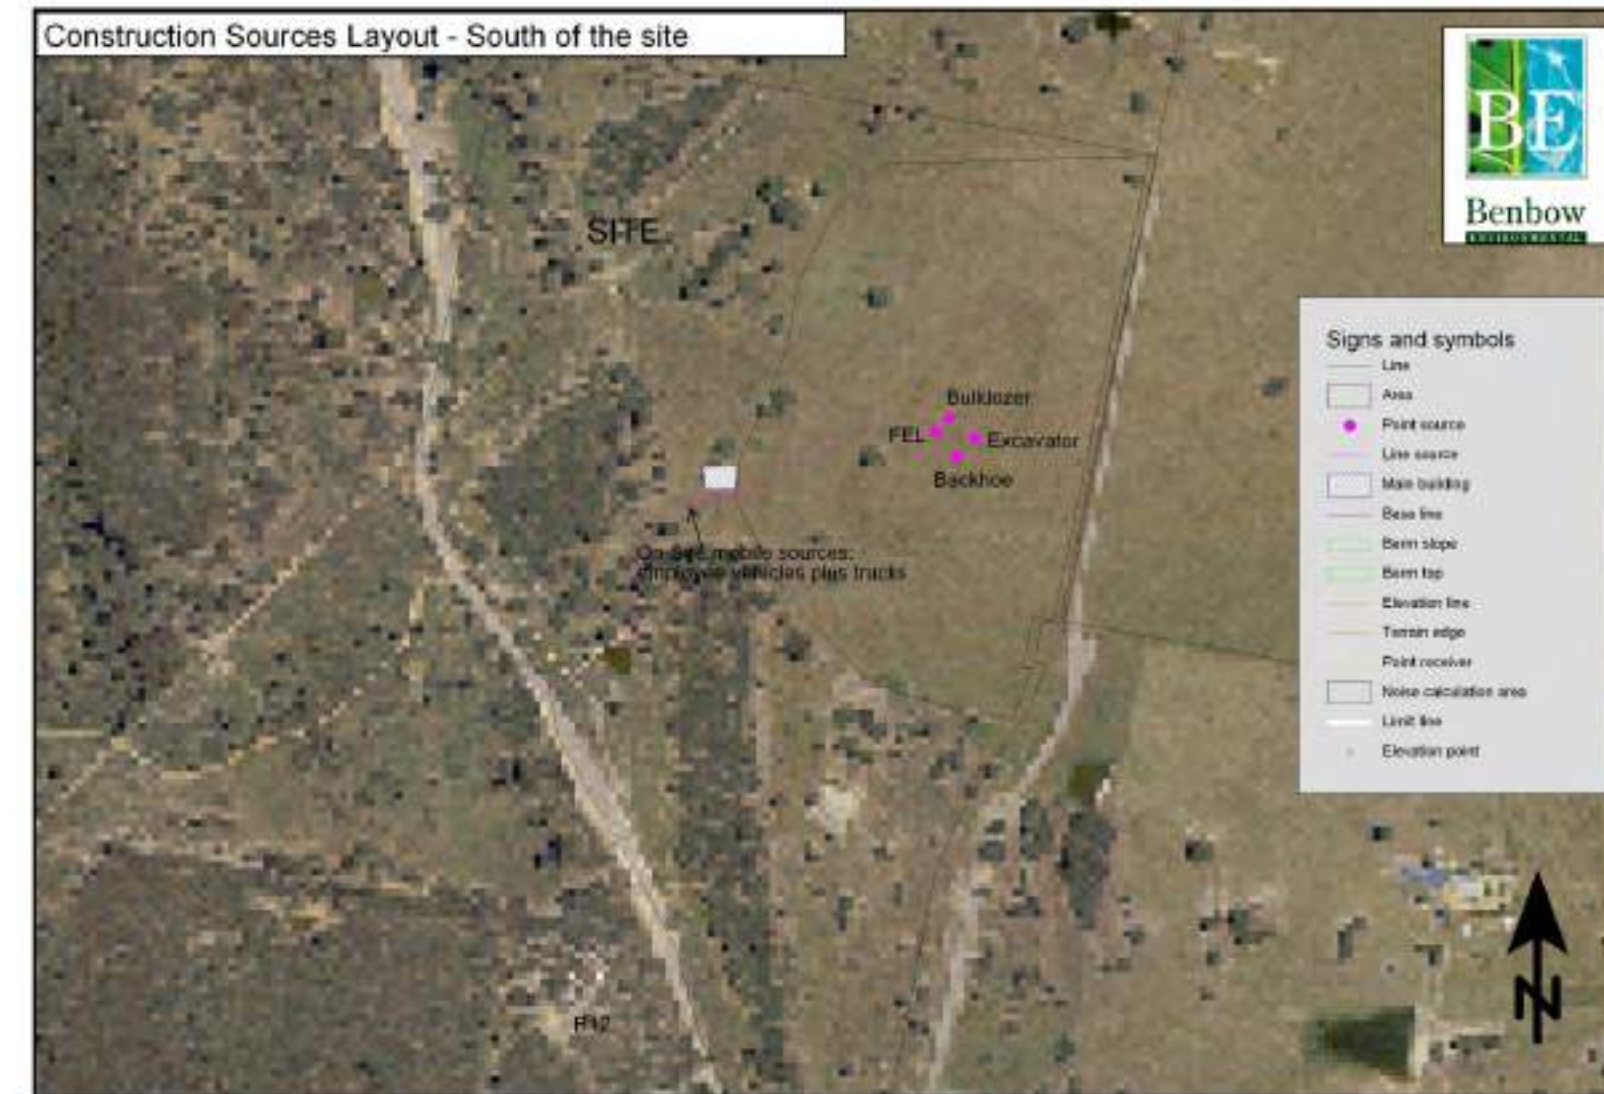 Construction Sources Layout - South of the site
BE
Benbow
ENVIRONMENTAL
SITE
Bulldozer
FEL
Excavator
Backhoe
On-Site mobile sources:
employee vehicles plus trucks
R12
Signs and symbols
Line
Area
Point source
Line source
Main building
Base line
Berm slope
Berm top
Elevation line
Terrain edge
Point receiver
Noise calculation area
Limit line
Elevation point
N